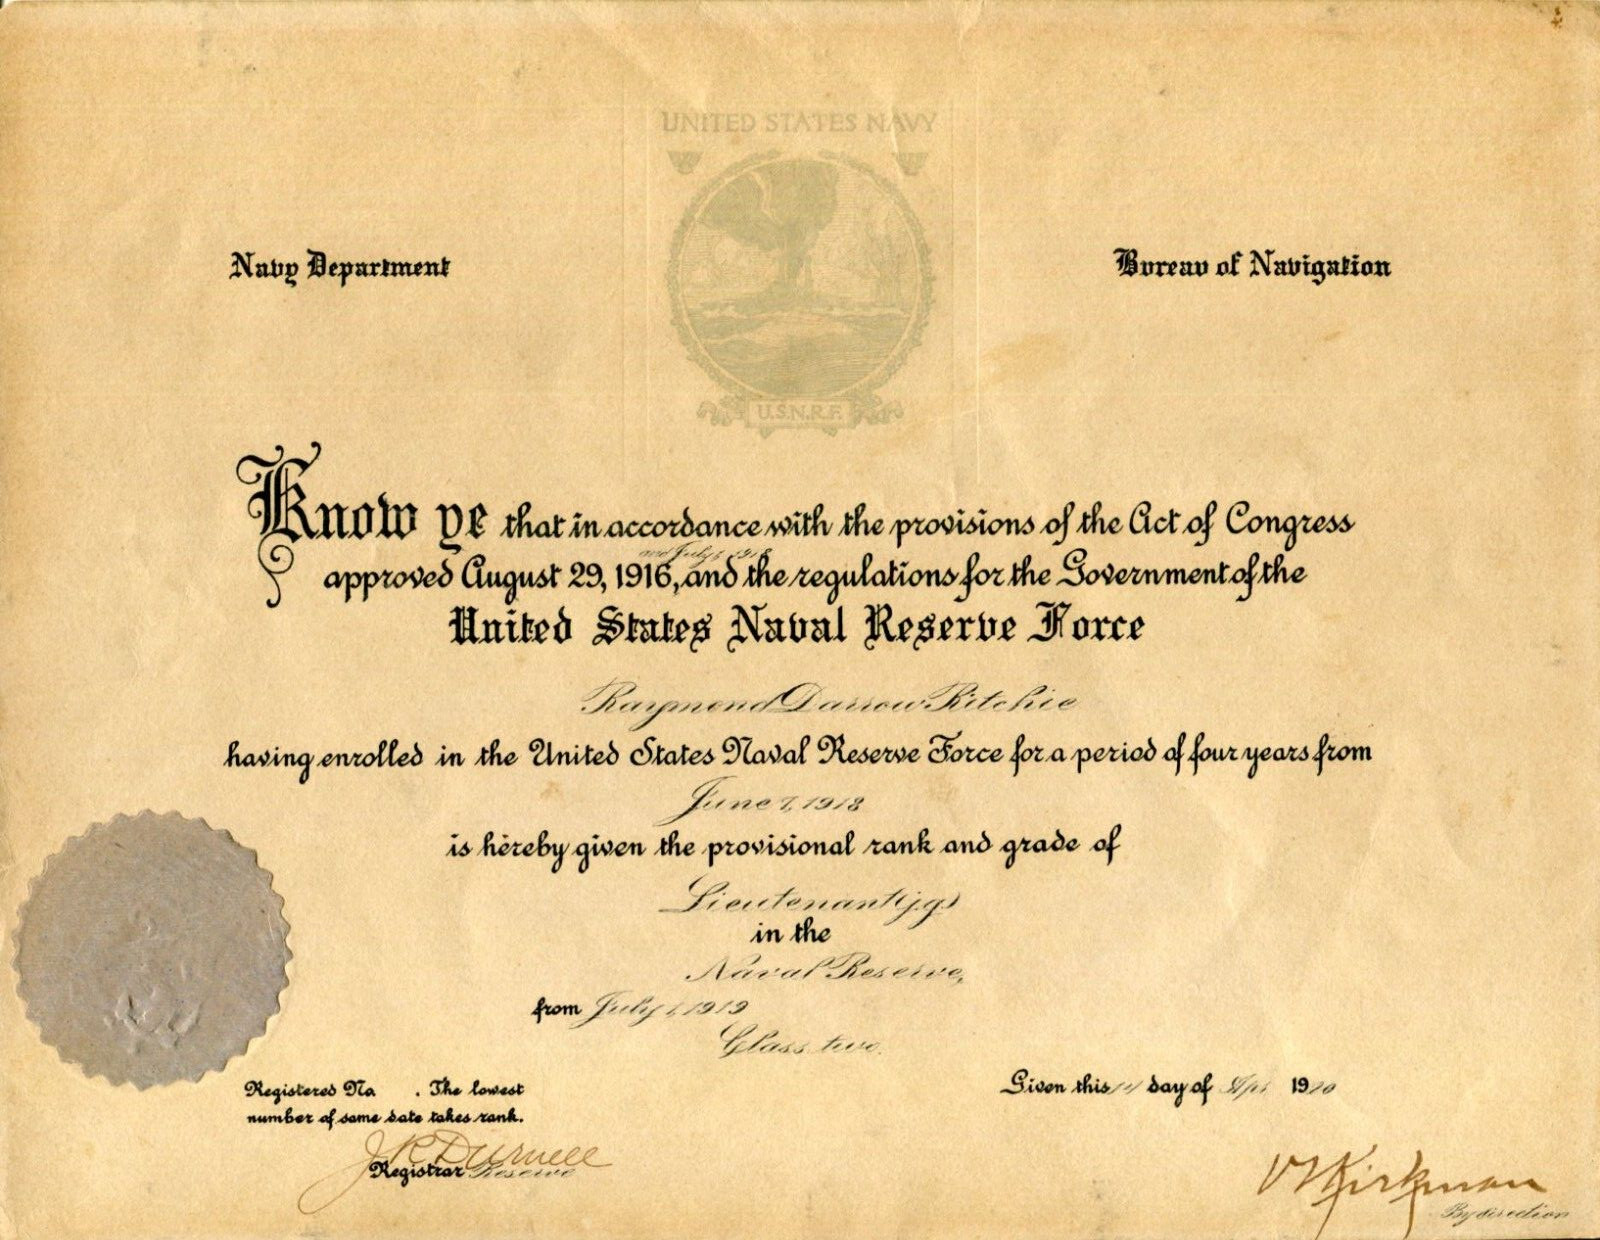 UNITED STATES NAVY
Navy Department
Bureau of Navigation
U.S.N.R.F.
Know ye that in accordance with the provisions of the Act of Congress
and July 1, 1918
approved August 29, 1916, and the regulations for the Government of the
United States Naval Reserve Force
Raymond Darrow Ritchie
having enrolled in the United States Naval Reserve Force for a period of four years from
June 7, 1918
is hereby given the provisional rank and grade of
Lieutenant (j.g.)
in the
Naval Reserve,
from July 1, 1919
Class two.
Registered No . The lowest
number of same date takes rank.
Given this day of Apr. 1920
Registrar Reserve
Kirkman
By direction